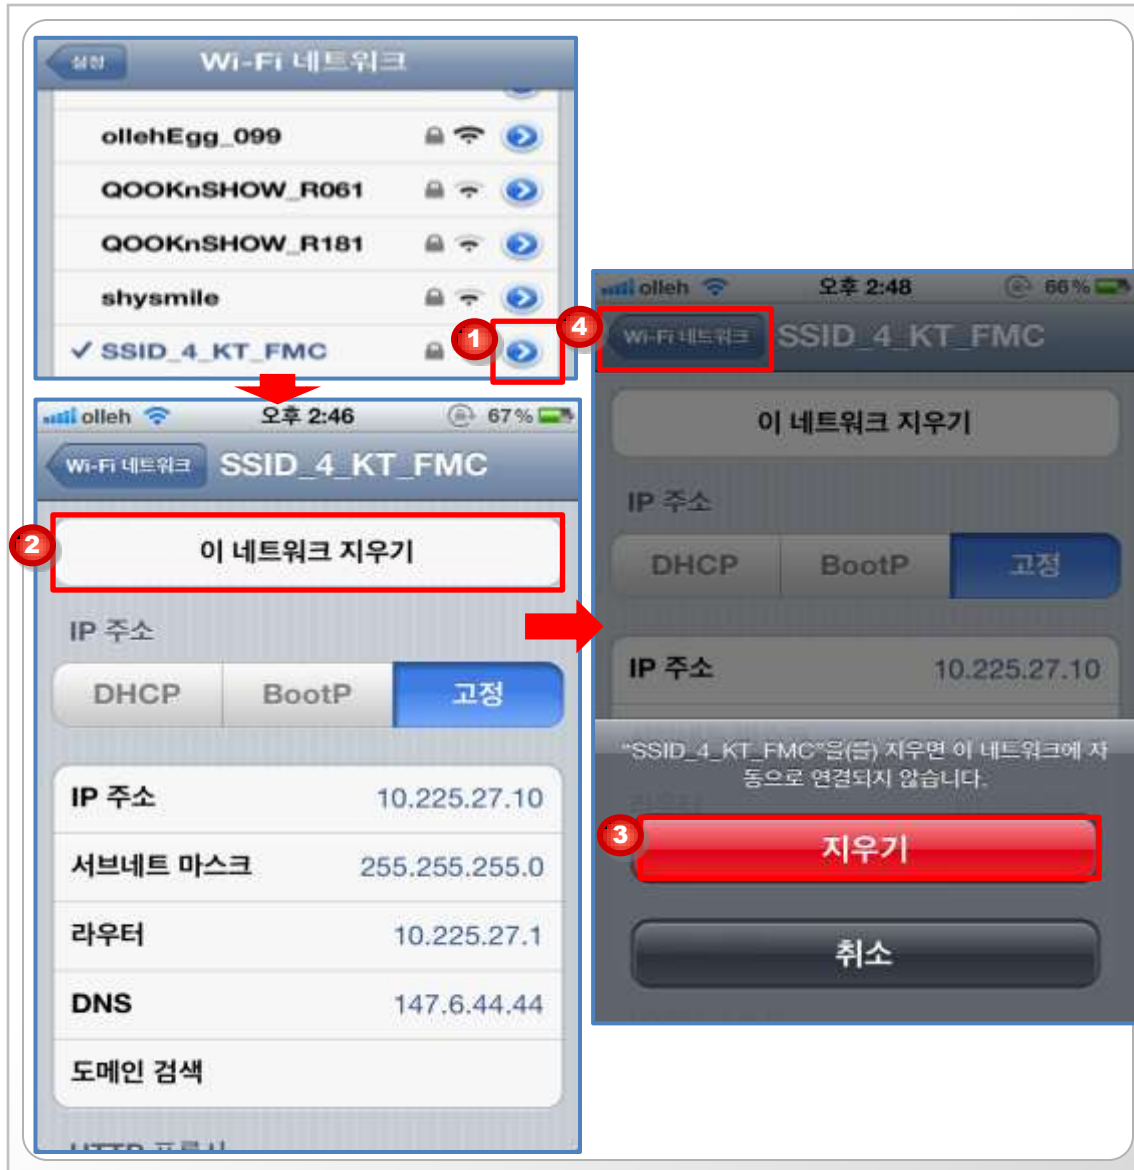 설정
Wi-Fi 네트워크
ollehEgg_099
QOOKnSHOW_R061
QOOKnSHOW_R181
shysmile
✓ SSID_4_KT_FMC
1
olleh 오후 2:46 67%
Wi-Fi 네트워크 SSID_4_KT_FMC
2
이 네트워크 지우기
IP 주소
DHCP BootP 고정
IP 주소 10.225.27.10
서브네트 마스크 255.255.255.0
라우터 10.225.27.1
DNS 147.6.44.44
도메인 검색
HTTP 프록시
olleh 오후 2:48 66%
4
Wi-Fi 네트워크 SSID_4_KT_FMC
이 네트워크 지우기
IP 주소
DHCP BootP 고정
IP 주소 10.225.27.10
"SSID_4_KT_FMC"을(를) 지우면 이 네트워크에 자
동으로 연결되지 않습니다.
라우터
3
지우기
취소